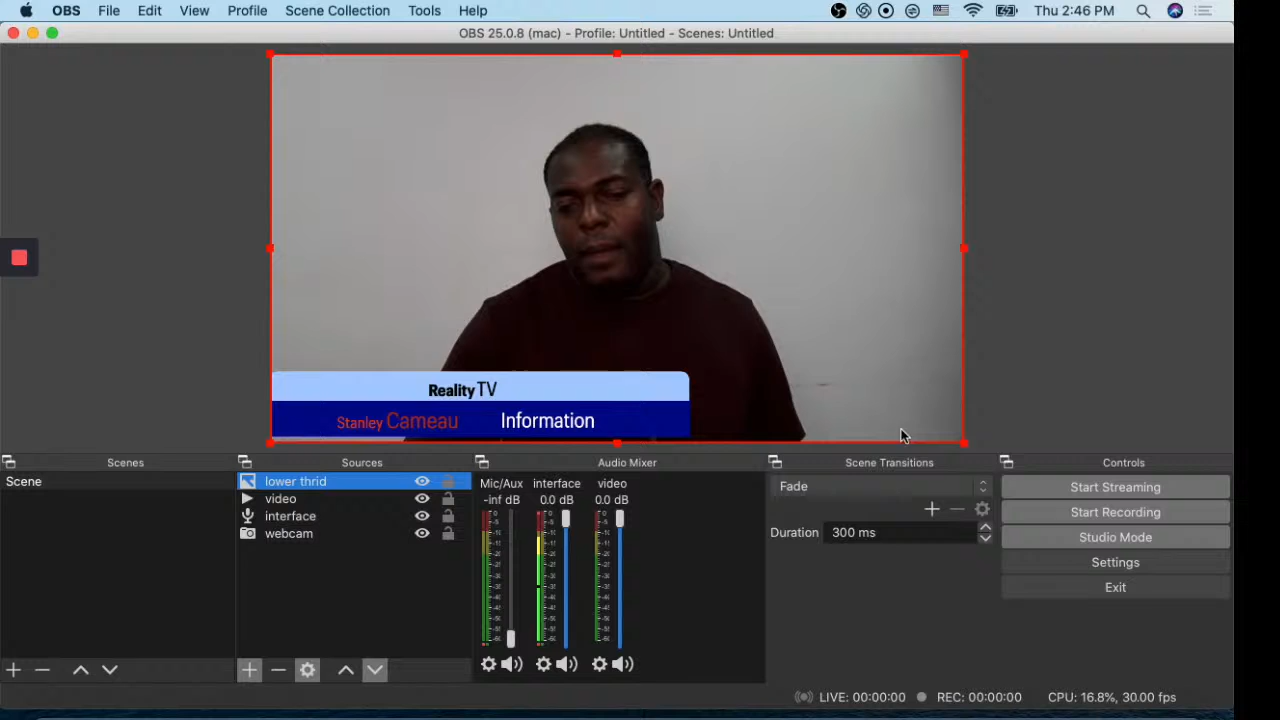 OBS File Edit View Profile Scene Collection Tools Help Thu 2:46 PM
OBS 25.0.8 (mac) - Profile: Untitled - Scenes: Untitled
Reality TV
Stanley Cameau Information
Scenes Sources Audio Mixer Scene Transitions Controls
Scene
lower thrid
video
interface
webcam
Mic/Aux interface video
-inf dB 0.0 dB 0.0 dB
Fade
Duration 300 ms
Start Streaming
Start Recording
Studio Mode
Settings
Exit
LIVE: 00:00:00 REC: 00:00:00 CPU: 16.8%, 30.00 fps